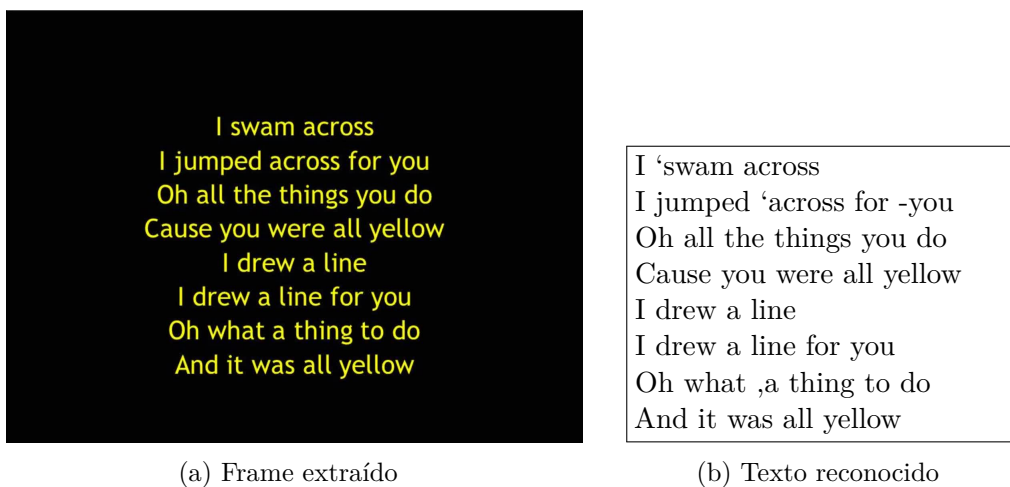 I swam across
I jumped across for you
Oh all the things you do
Cause you were all yellow
I drew a line
I drew a line for you
Oh what a thing to do
And it was all yellow
(a) Frame extraído
I ‘swam across
I jumped ‘across for -you
Oh all the things you do
Cause you were all yellow
I drew a line
I drew a line for you
Oh what ,a thing to do
And it was all yellow
(b) Texto reconocido